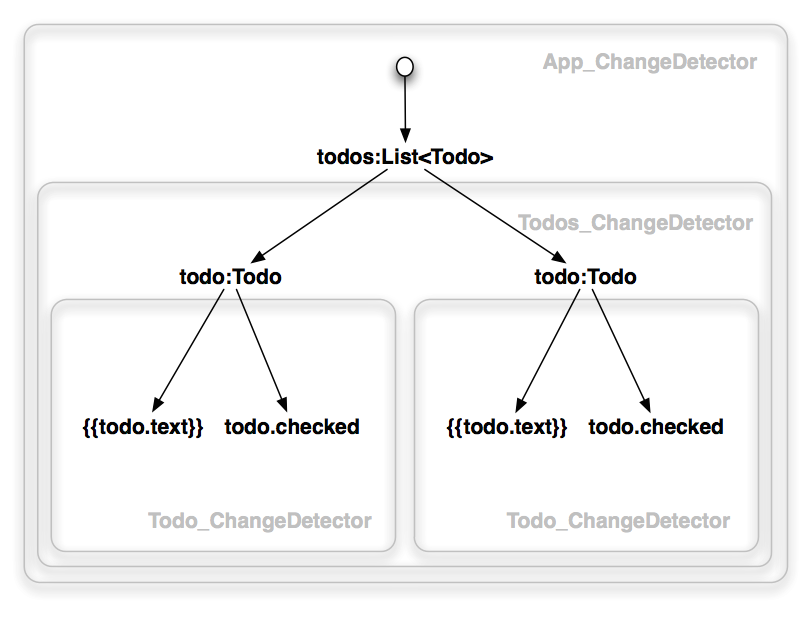 App_ChangeDetector
todos:List<Todo>
Todos_ChangeDetector
todo:Todo
todo:Todo
{{todo.text}} todo.checked
{{todo.text}} todo.checked
Todo_ChangeDetector
Todo_ChangeDetector